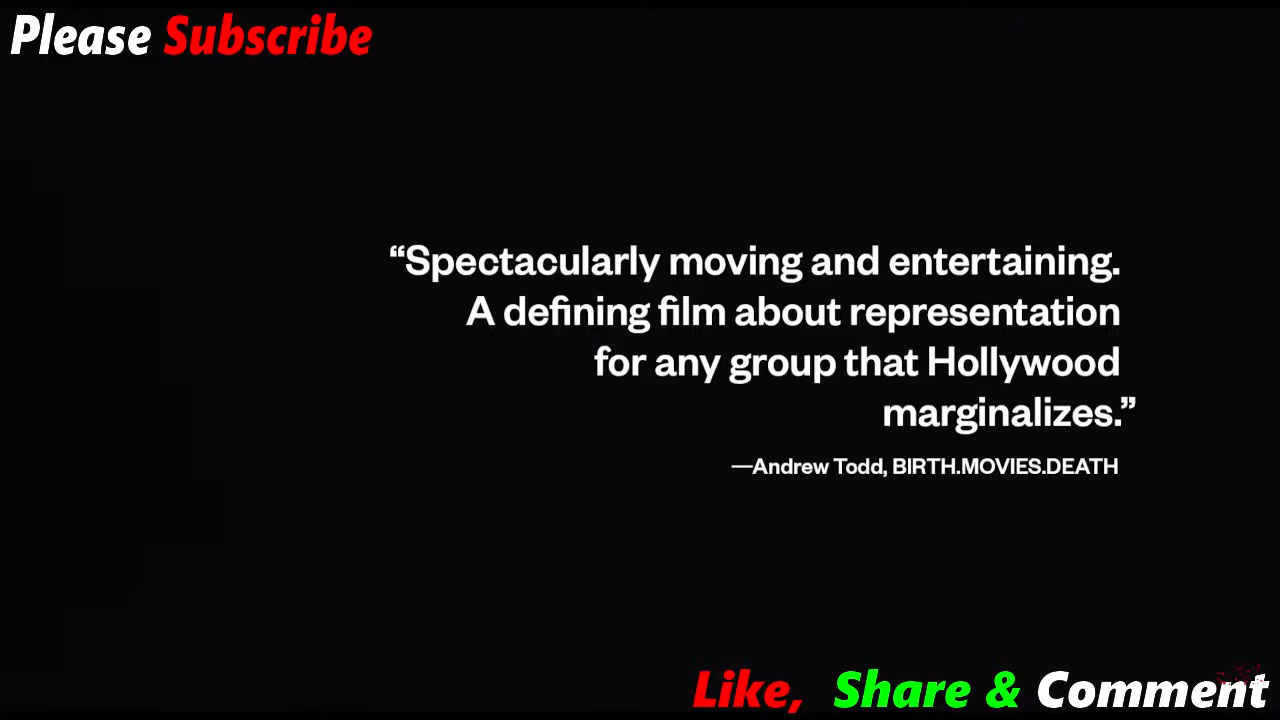 Please Subscribe
“Spectacularly moving and entertaining.
A defining film about representation
for any group that Hollywood
marginalizes.”
—Andrew Todd, BIRTH.MOVIES.DEATH
Like, Share & Comment